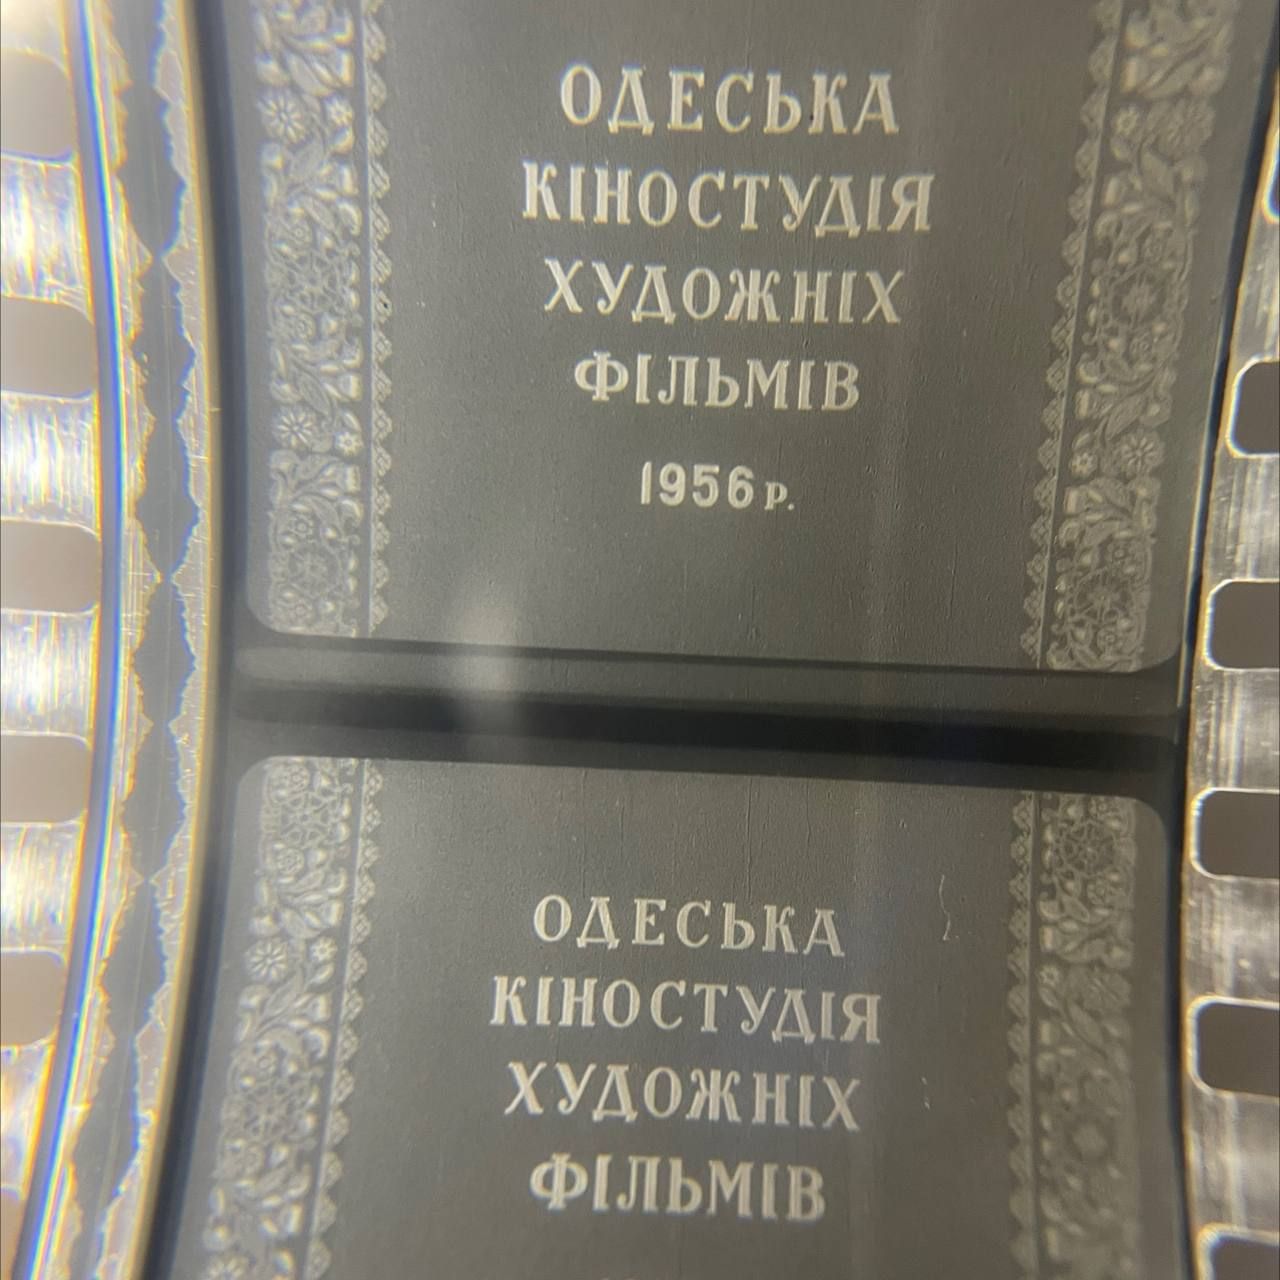 ОДЕСЬКА
КІНОСТУДІЯ
ХУДОЖНІХ
ФІЛЬМІВ
1956 р.
ОДЕСЬКА
КІНОСТУДІЯ
ХУДОЖНІХ
ФІЛЬМІВ